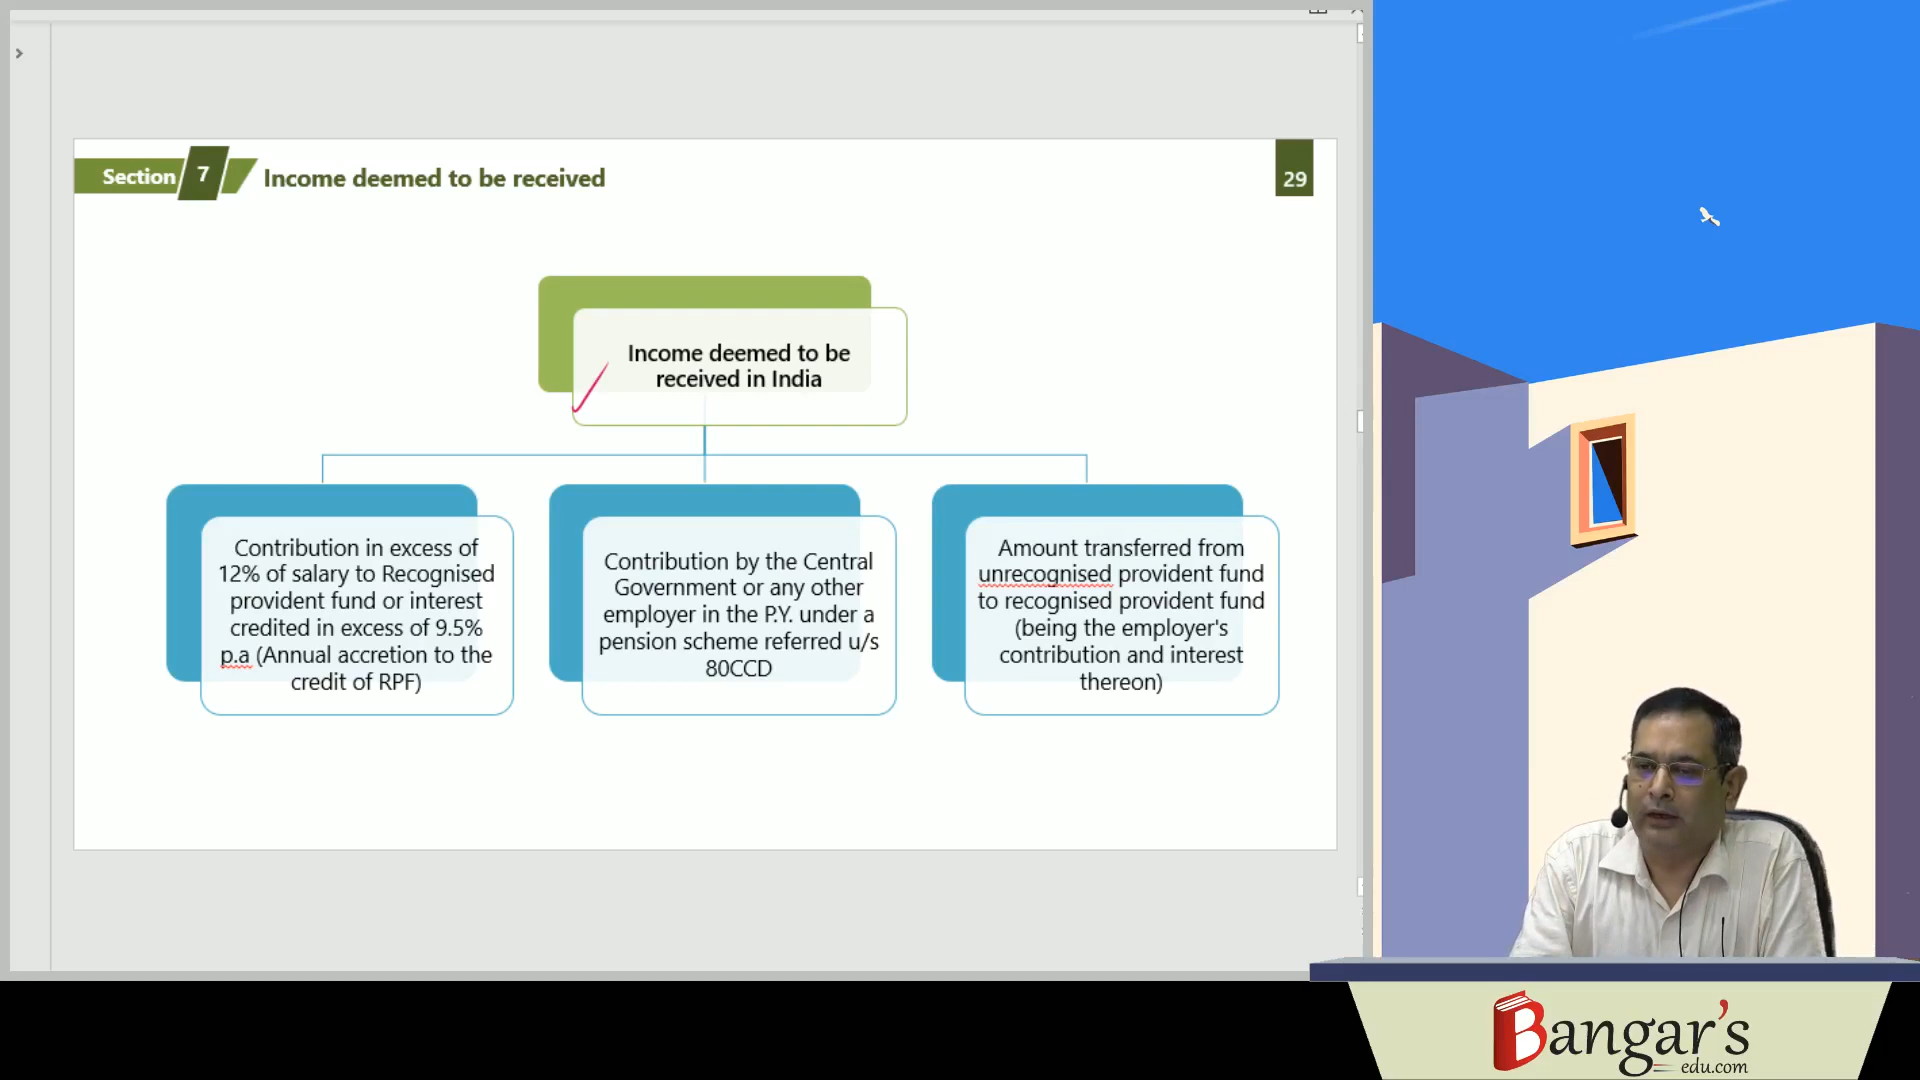 Section 7 Income deemed to be received
29
Income deemed to be
received in India
Contribution in excess of
12% of salary to Recognised
provident fund or interest
credited in excess of 9.5%
p.a (Annual accretion to the
credit of RPF)
Contribution by the Central
Government or any other
employer in the P.Y. under a
pension scheme referred u/s
80CCD
Amount transferred from
unrecognised provident fund
to recognised provident fund
(being the employer's
contribution and interest
thereon)
Bangar's
edu.com